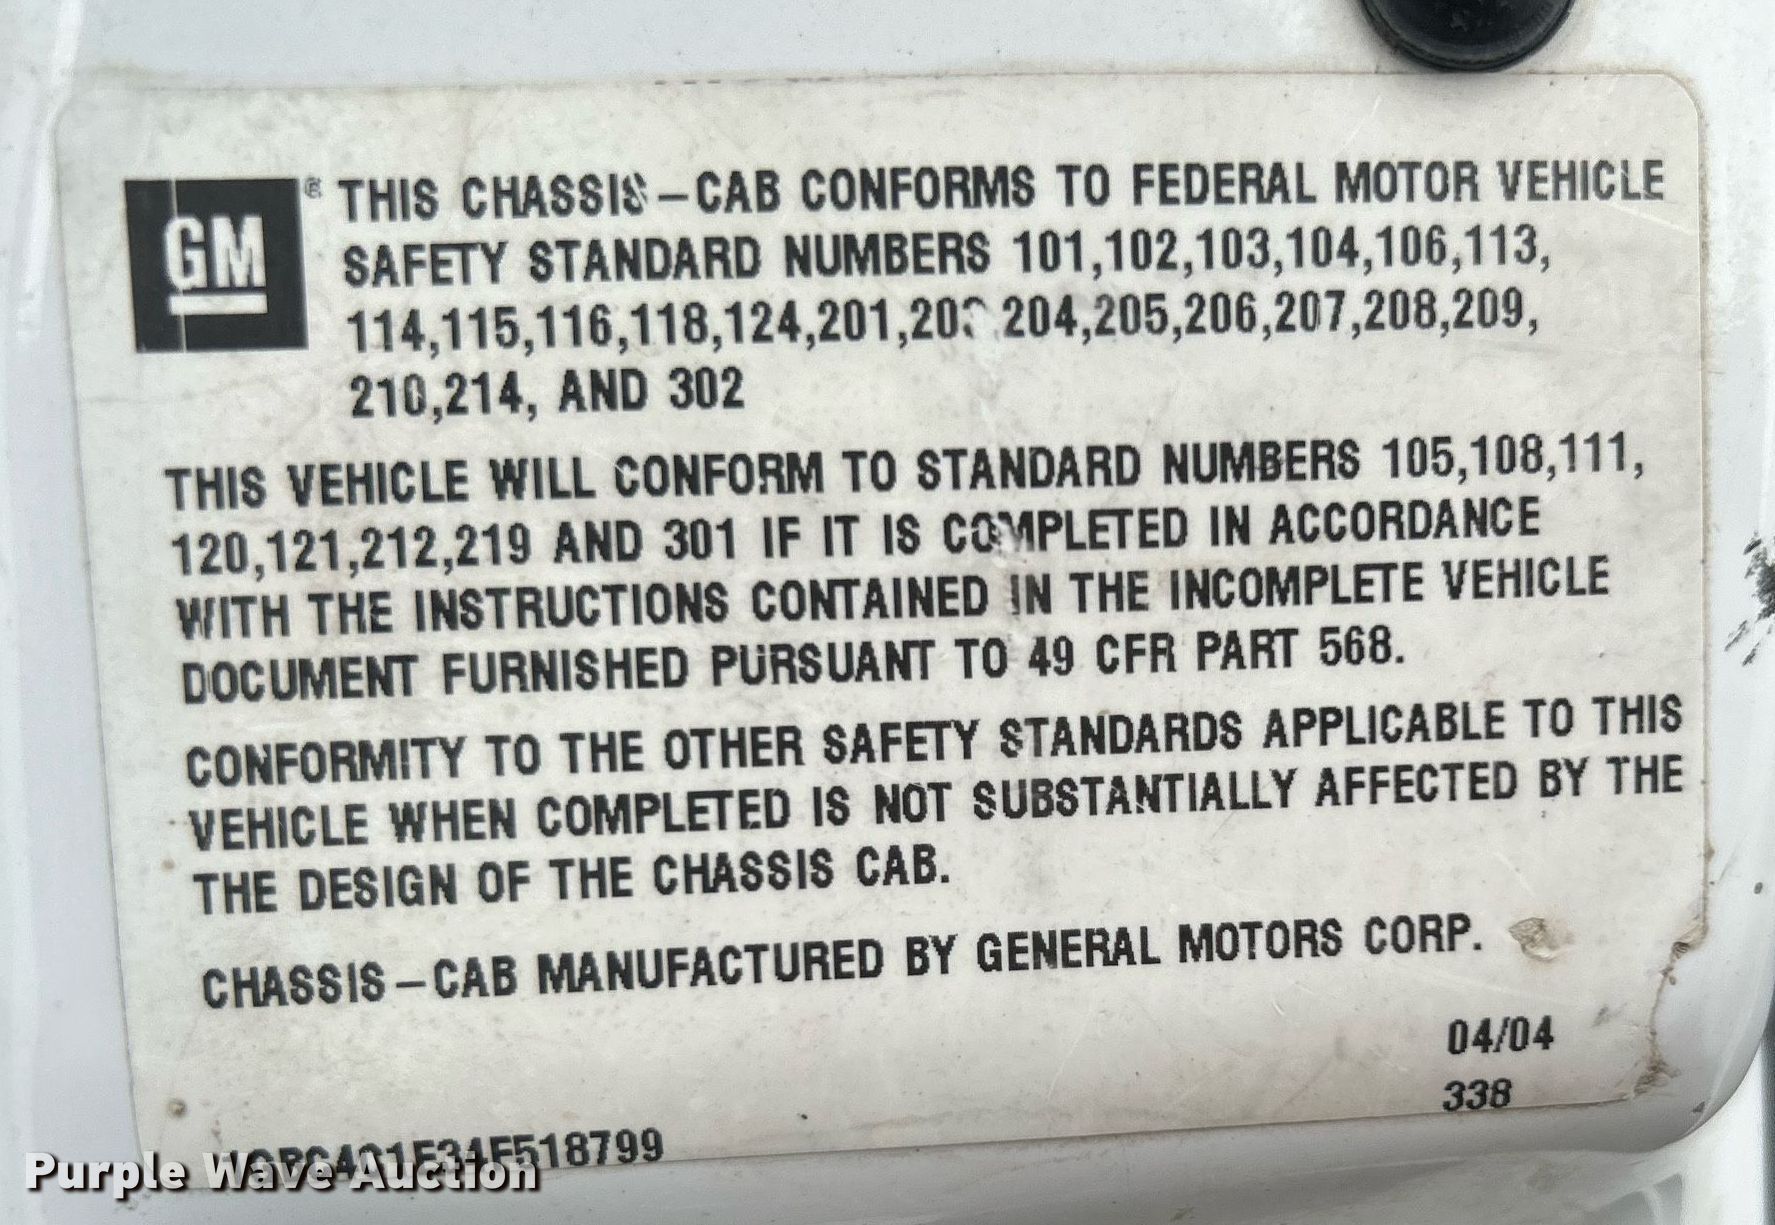 GM® THIS CHASSIS-CAB CONFORMS TO FEDERAL MOTOR VEHICLE
SAFETY STANDARD NUMBERS 101,102,103,104,106,113,
114,115,116,118,124,201,20 204,205,206,207,208,209,
210,214, AND 302
THIS VEHICLE WILL CONFORM TO STANDARD NUMBERS 105,108,111,
120,121,212,219 AND 301 IF IT IS COMPLETED IN ACCORDANCE
WITH THE INSTRUCTIONS CONTAINED IN THE INCOMPLETE VEHICLE
DOCUMENT FURNISHED PURSUANT TO 49 CFR PART 568.
CONFORMITY TO THE OTHER SAFETY STANDARDS APPLICABLE TO THIS
VEHICLE WHEN COMPLETED IS NOT SUBSTANTIALLY AFFECTED BY THE
THE DESIGN OF THE CHASSIS CAB.
CHASSIS-CAB MANUFACTURED BY GENERAL MOTORS CORP.
04/04
338
Purple Wave Auction